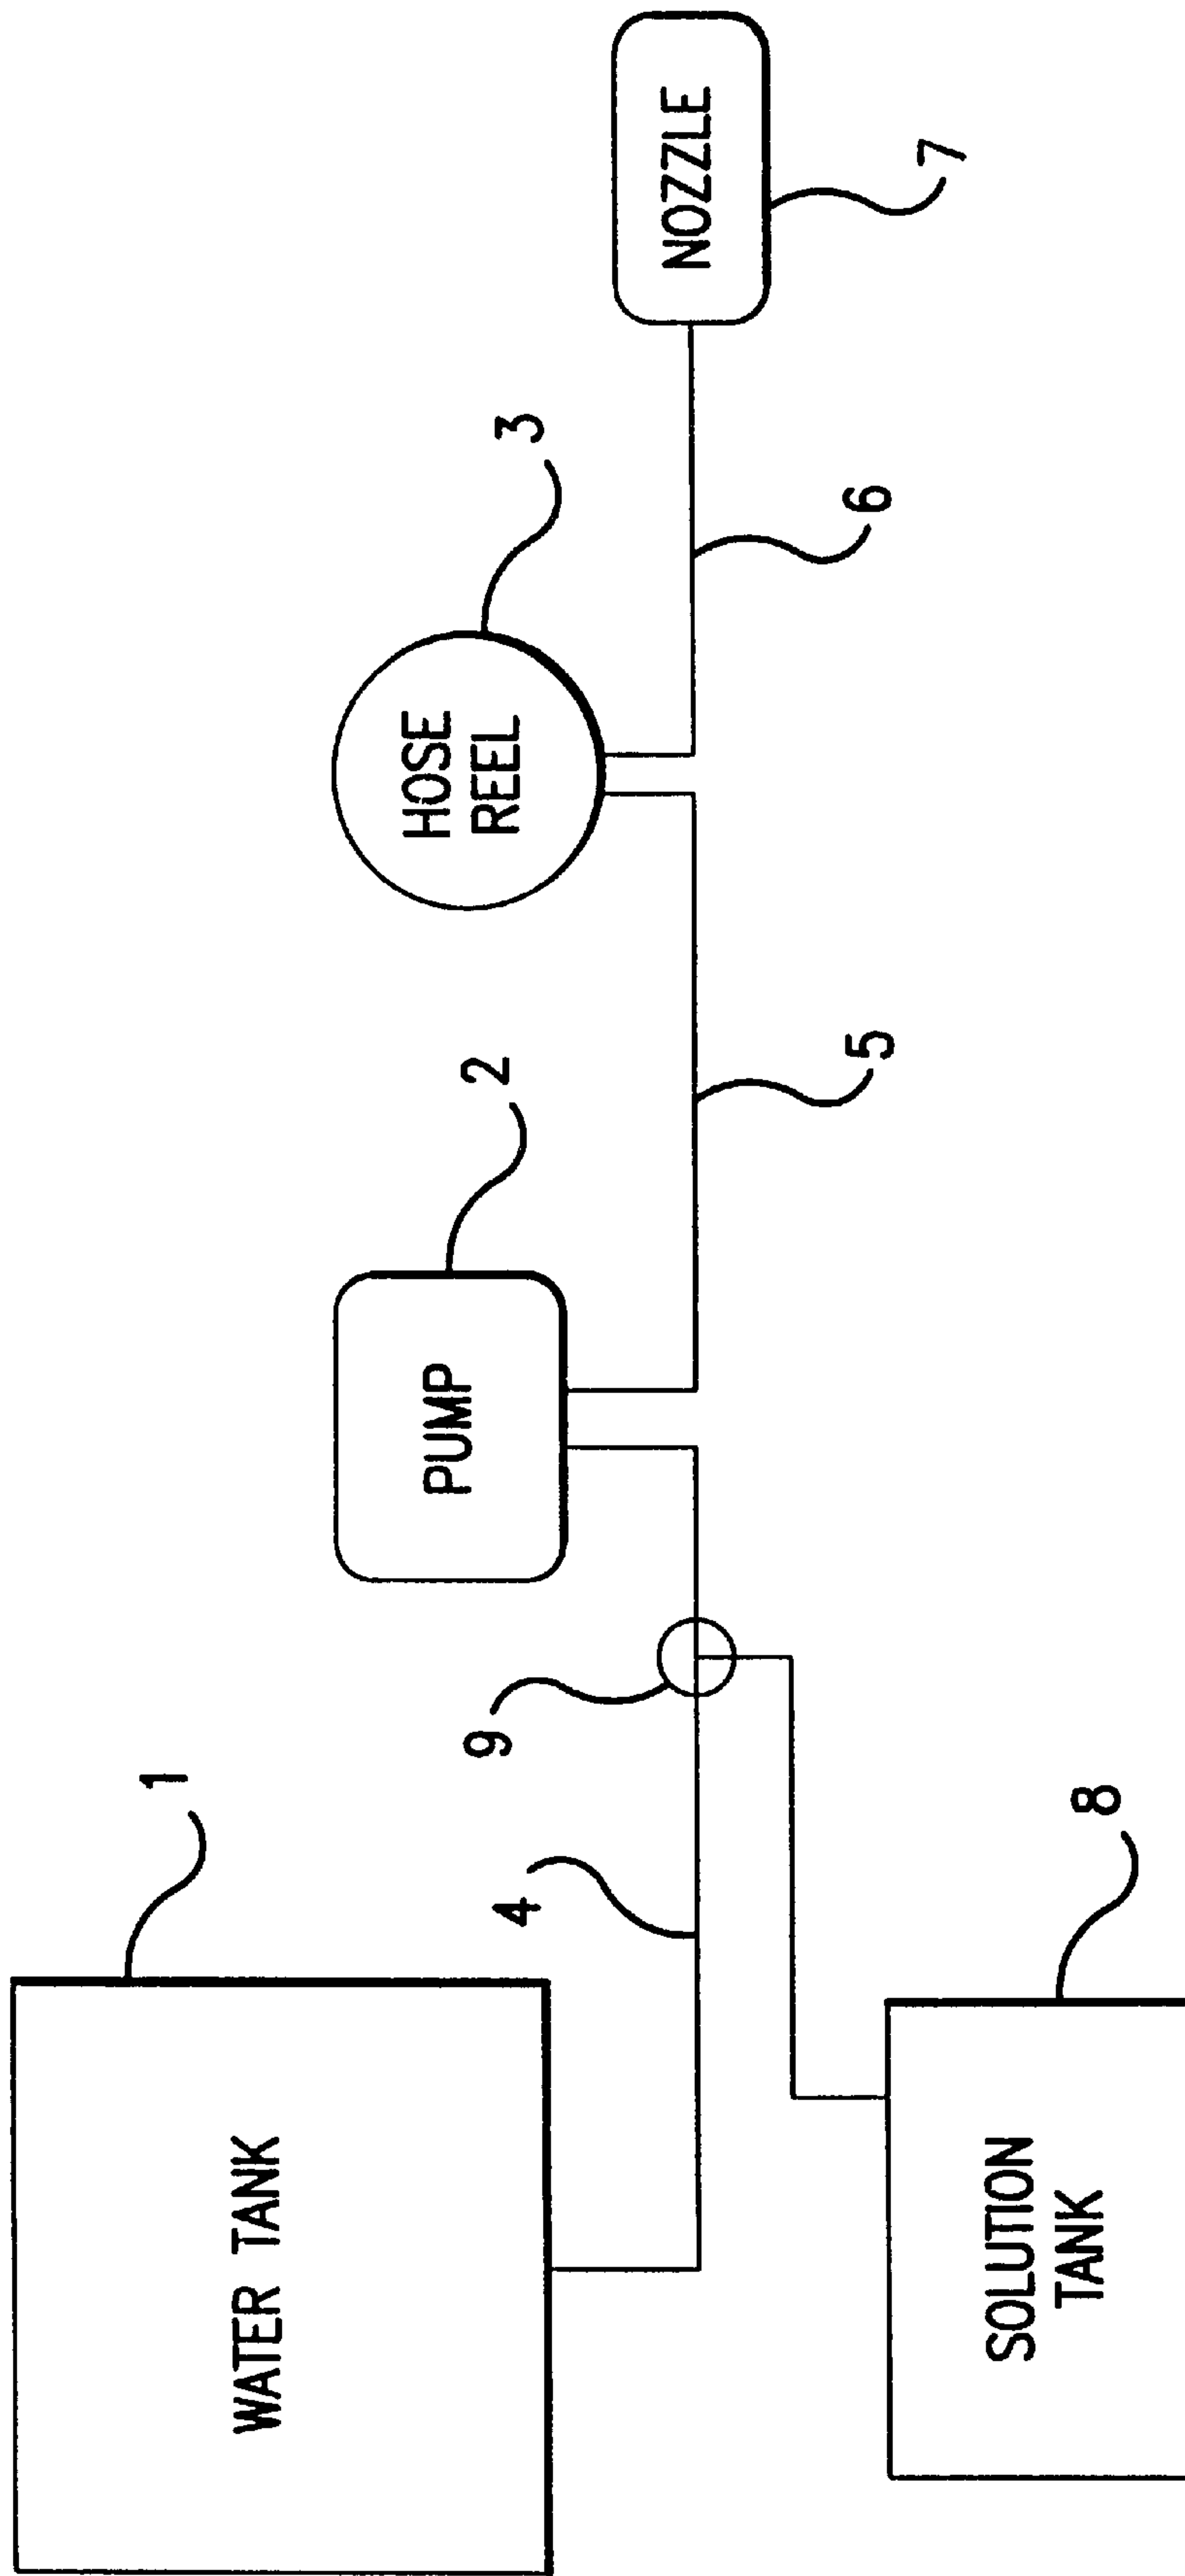 WATER TANK
1
SOLUTION
TANK
8
4
9
PUMP
2
5
HOSE
REEL
3
6
NOZZLE
7